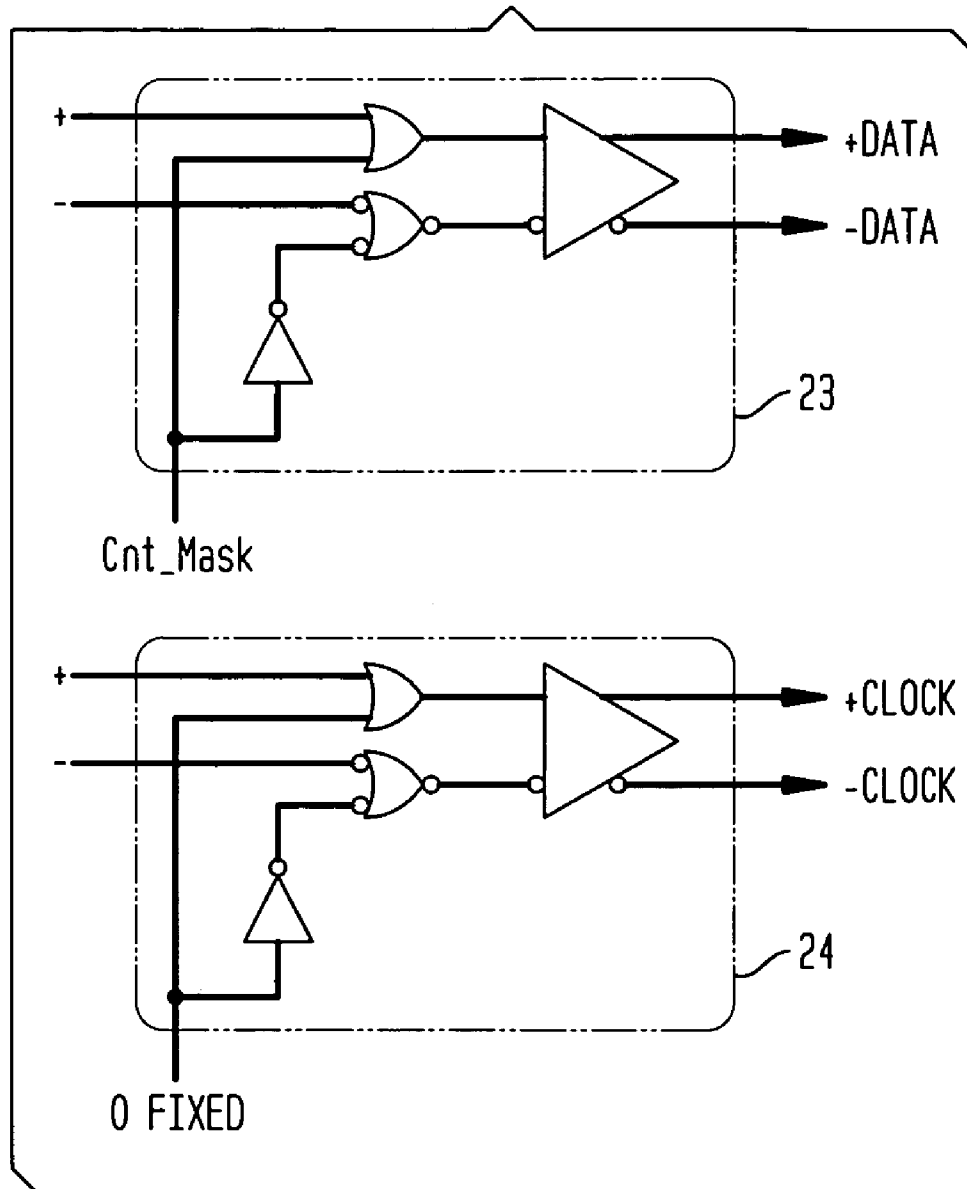 +
+DATA
-
-DATA
23
Cnt_Mask
+
+CLOCK
-
-CLOCK
24
0 FIXED